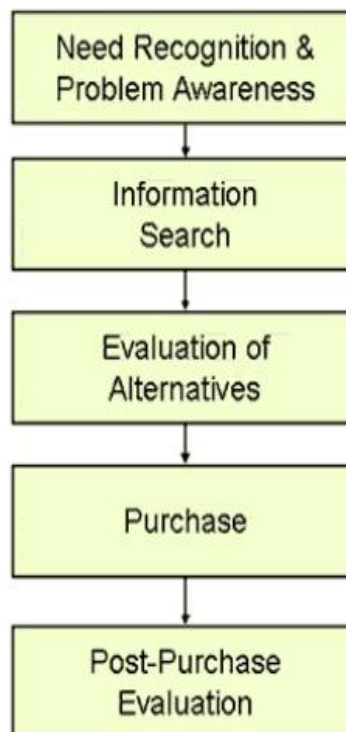 Need Recognition &
Problem Awareness
Information
Search
Evaluation of
Alternatives
Purchase
Post-Purchase
Evaluation